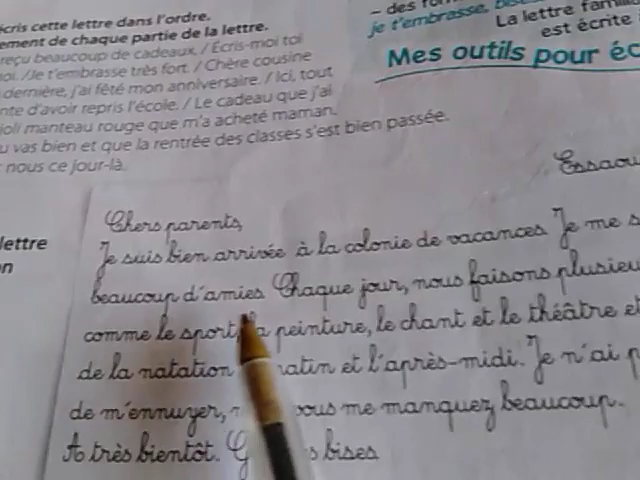 écris cette lettre dans l'ordre.
ement de chaque partie de la lettre.
reçu beaucoup de cadeaux. / Écris-moi toi
oi. /Je t'embrasse très fort. / Chère cousine
dernière, j'ai fêté mon anniversaire. / Ici, tout
nte d'avoir repris l'école. / Le cadeau que j'ai
joli manteau rouge que m'a acheté maman.
u vas bien et que la rentrée des classes s'est bien passée.
nous ce jour-là.
je t'embrasse,
La lettre fami
est écrite
Mes outils pour éc
Essaou
lettre
n
Chers parents,
Je suis bien arrivée à la colonie de vacances. Je me s
beaucoup d'amies. Chaque jour, nous faisons plusieu
comme le sport, la peinture, le chant et le théâtre et
de la natation matin et l'après-midi. Je n'ai p
de m'ennuyer, vous me manquez beaucoup.
A très bientôt. G s bises